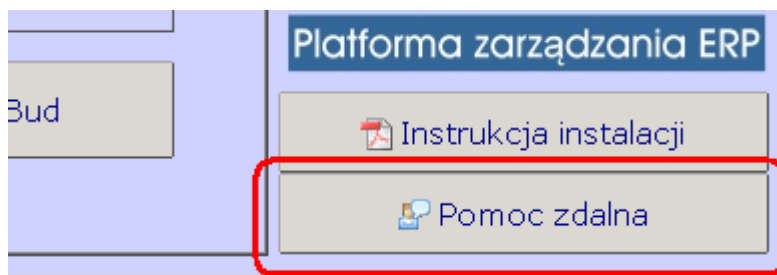 Platforma zarządzania ERP
Bud
Instrukcja instalacji
Pomoc zdalna